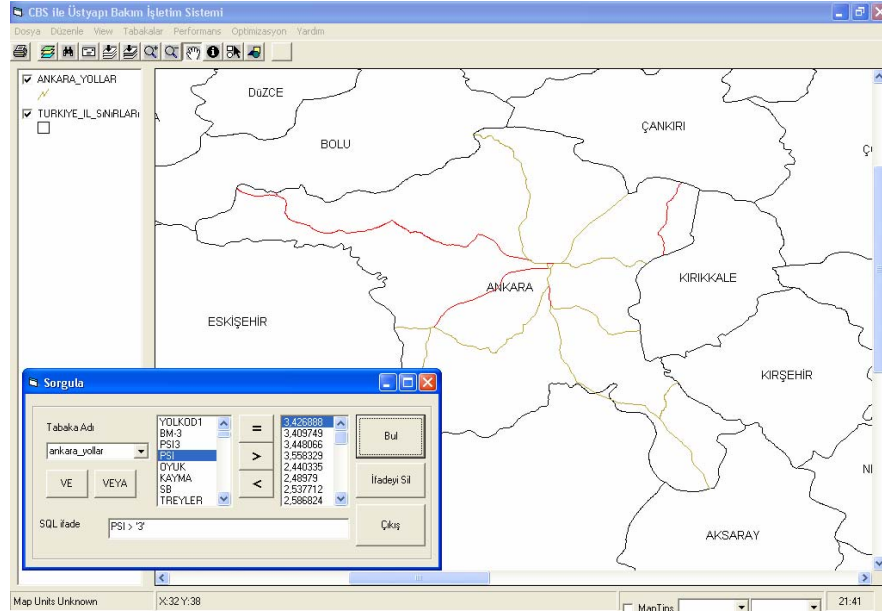 CBS ile Üstyapı Bakım İşletim Sistemi
Dosya Düzenle View Tabakalar Performans Optimizasyon Yardım
ANKARA_YOLLAR
TURKIYE_IL_SıNıRLARı
DüZCE
BOLU
ÇANKIRI
ANKARA
KIRIKKALE
ESKİŞEHİR
KIRŞEHİR
AKSARAY
Sorgula
Tabaka Adı
ankara_yollar
VE VEYA
YOLKOD1
BM-3
PSI3
PSI
OYUK
KAYMA
SB
TREYLER
=
>
<
3,426888
3,409749
3,448066
3,558329
2,440335
2,48979
2,537712
2,586824
Bul
İfadeyi Sil
Çıkış
SQL ifade PSI > '3'
Map Units Unknown X:32 Y:38 MapTips 21:41